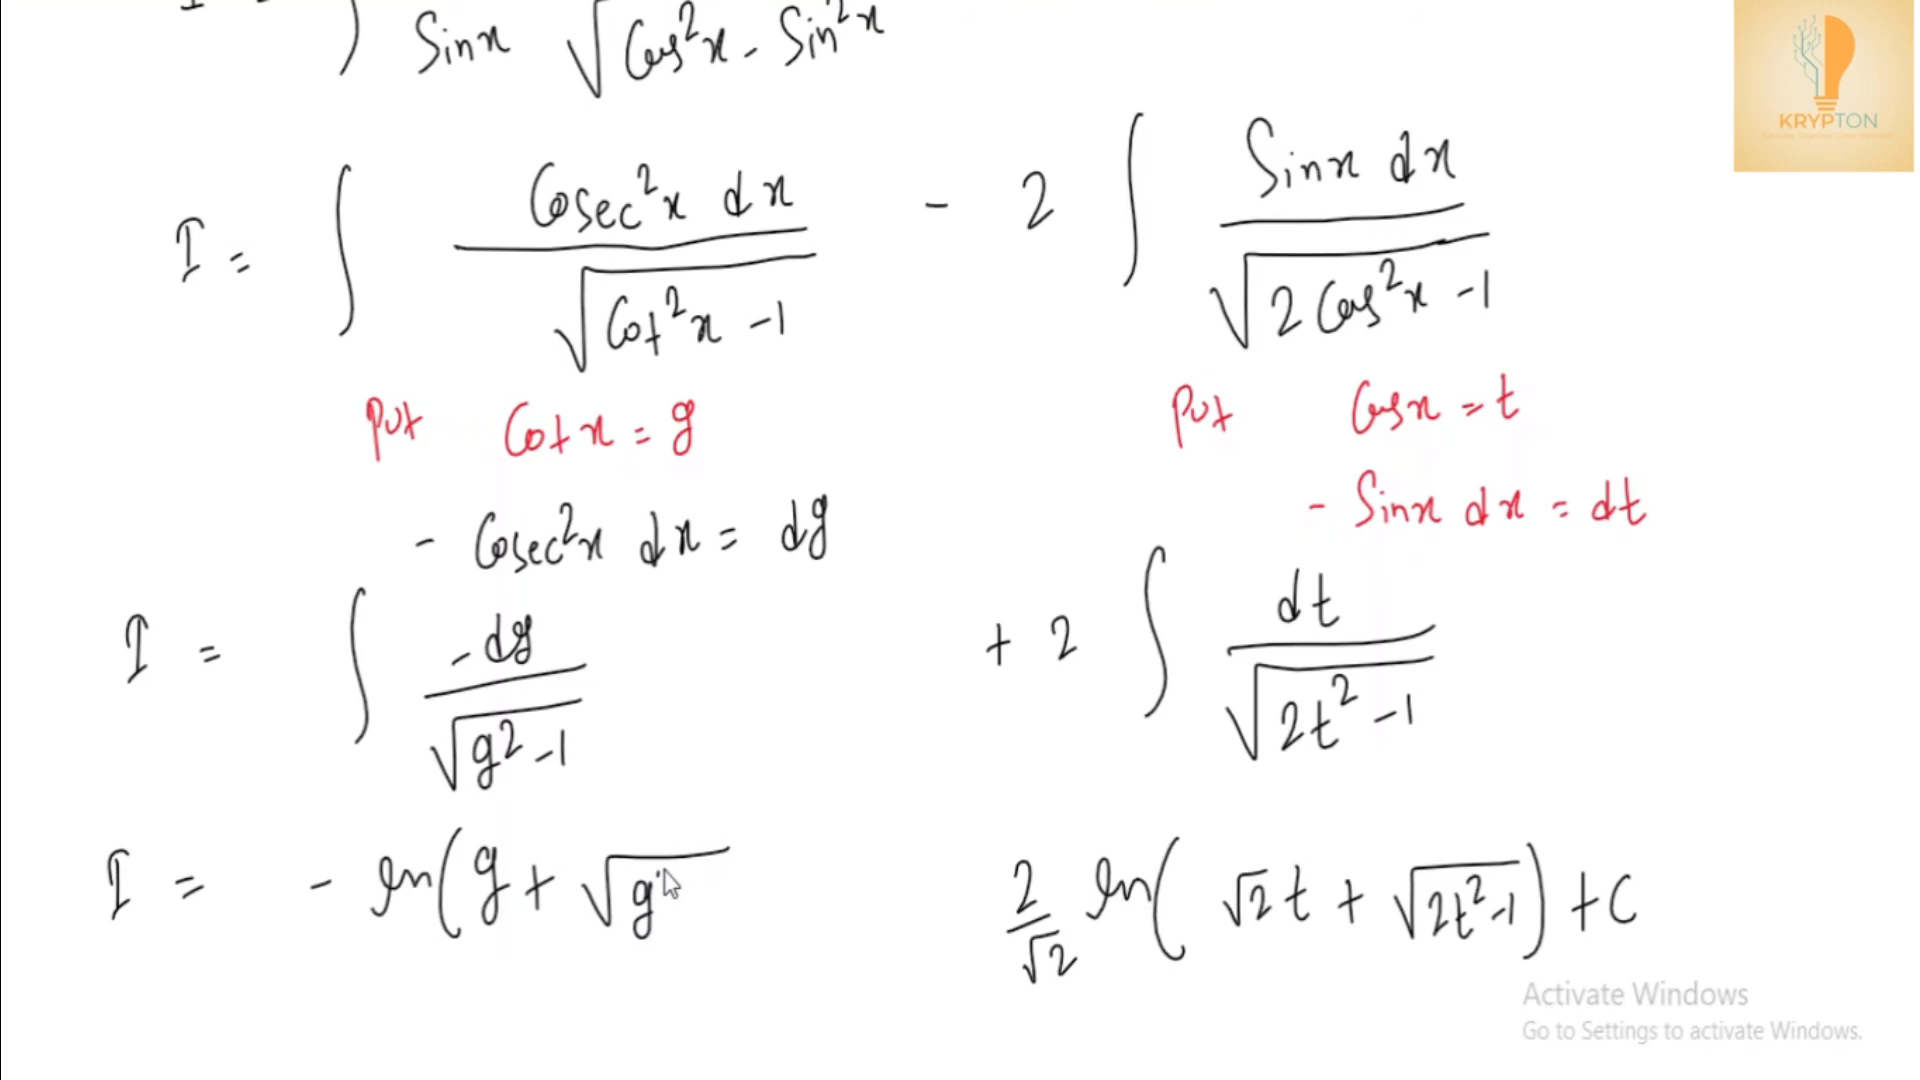 Sinx √(Cos²x - Sin²x)
KRYPTON
I = ∫ Cosec²x dx / √(Cot²x - 1) - 2 ∫ Sinx dx / √(2Cos²x - 1)
Put Cotx = g Put Cosx = t
- Cosec²x dx = dg - Sinx dx = dt
I = ∫ -dg / √(g² - 1) + 2 ∫ dt / √(2t² - 1)
I = - ln(g + √g 2/√2 ln(√2t + √(2t² - 1)) + C
Activate Windows
Go to Settings to activate Windows.